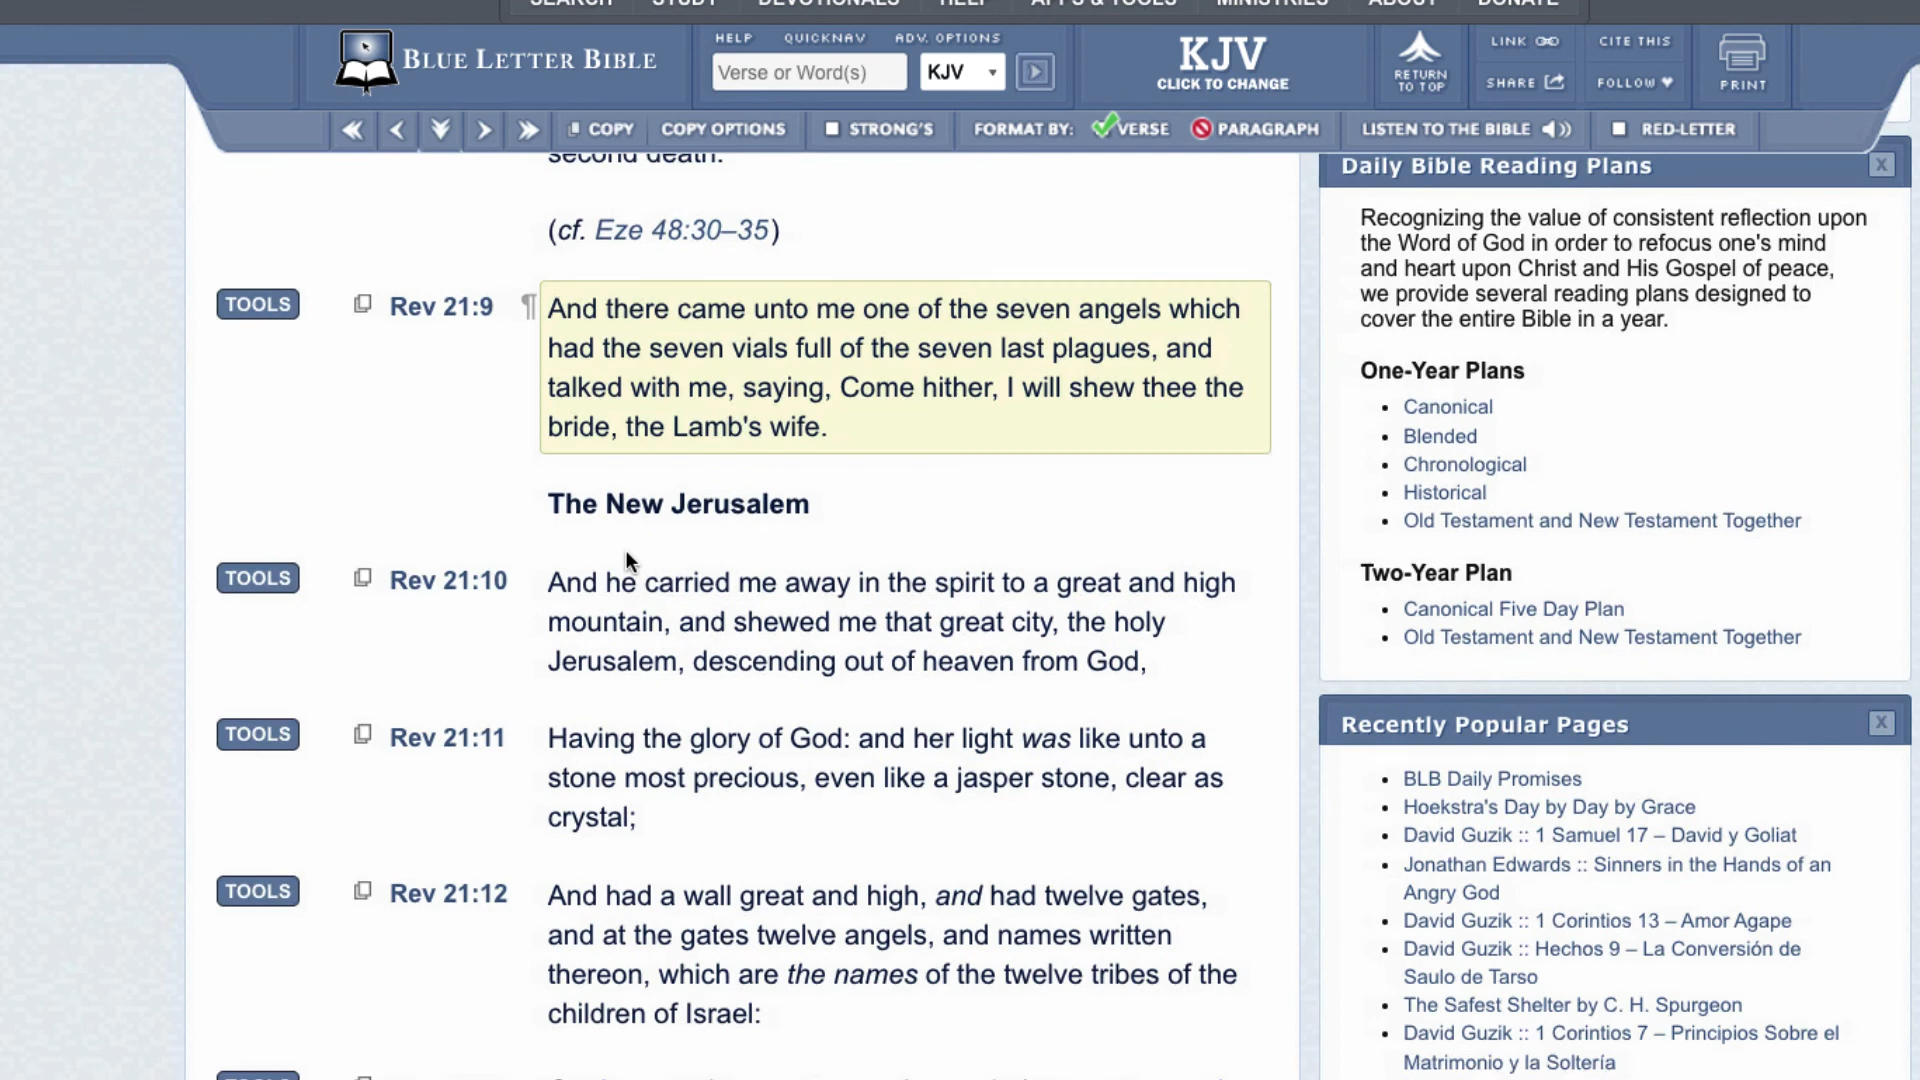 SEARCH STUDY DEVOTIONALS HELP APPS & TOOLS MINISTRIES ABOUT DONATE
BLUE LETTER BIBLE
HELP QUICKNAV ADV. OPTIONS
Verse or Word(s) KJV
KJV
CLICK TO CHANGE
RETURN
TO TOP
LINK
SHARE
CITE THIS
FOLLOW
PRINT
COPY COPY OPTIONS STRONG'S FORMAT BY: VERSE PARAGRAPH LISTEN TO THE BIBLE RED-LETTER
second death.
(cf. Eze 48:30–35)
TOOLS Rev 21:9 ¶ And there came unto me one of the seven angels which
had the seven vials full of the seven last plagues, and
talked with me, saying, Come hither, I will shew thee the
bride, the Lamb's wife.
The New Jerusalem
TOOLS Rev 21:10 And he carried me away in the spirit to a great and high
mountain, and shewed me that great city, the holy
Jerusalem, descending out of heaven from God,
TOOLS Rev 21:11 Having the glory of God: and her light was like unto a
stone most precious, even like a jasper stone, clear as
crystal;
TOOLS Rev 21:12 And had a wall great and high, and had twelve gates,
and at the gates twelve angels, and names written
thereon, which are the names of the twelve tribes of the
children of Israel:
Daily Bible Reading Plans X
Recognizing the value of consistent reflection upon
the Word of God in order to refocus one's mind
and heart upon Christ and His Gospel of peace,
we provide several reading plans designed to
cover the entire Bible in a year.
One-Year Plans
• Canonical
• Blended
• Chronological
• Historical
• Old Testament and New Testament Together
Two-Year Plan
• Canonical Five Day Plan
• Old Testament and New Testament Together
Recently Popular Pages X
• BLB Daily Promises
• Hoekstra's Day by Day by Grace
• David Guzik :: 1 Samuel 17 – David y Goliat
• Jonathan Edwards :: Sinners in the Hands of an
Angry God
• David Guzik :: 1 Corintios 13 – Amor Agape
• David Guzik :: Hechos 9 – La Conversión de
Saulo de Tarso
• The Safest Shelter by C. H. Spurgeon
• David Guzik :: 1 Corintios 7 – Principios Sobre el
Matrimonio y la Soltería